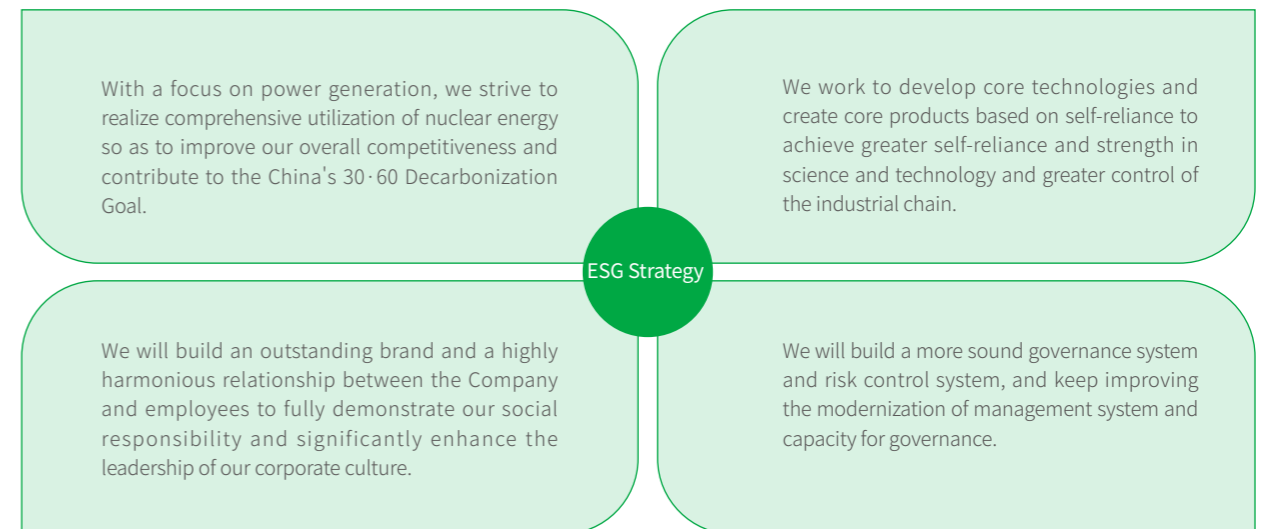 With a focus on power generation, we strive to
realize comprehensive utilization of nuclear energy
so as to improve our overall competitiveness and
contribute to the China's 30·60 Decarbonization
Goal.
We work to develop core technologies and
create core products based on self-reliance to
achieve greater self-reliance and strength in
science and technology and greater control of
the industrial chain.
ESG Strategy
We will build an outstanding brand and a highly
harmonious relationship between the Company
and employees to fully demonstrate our social
responsibility and significantly enhance the
leadership of our corporate culture.
We will build a more sound governance system
and risk control system, and keep improving
the modernization of management system and
capacity for governance.